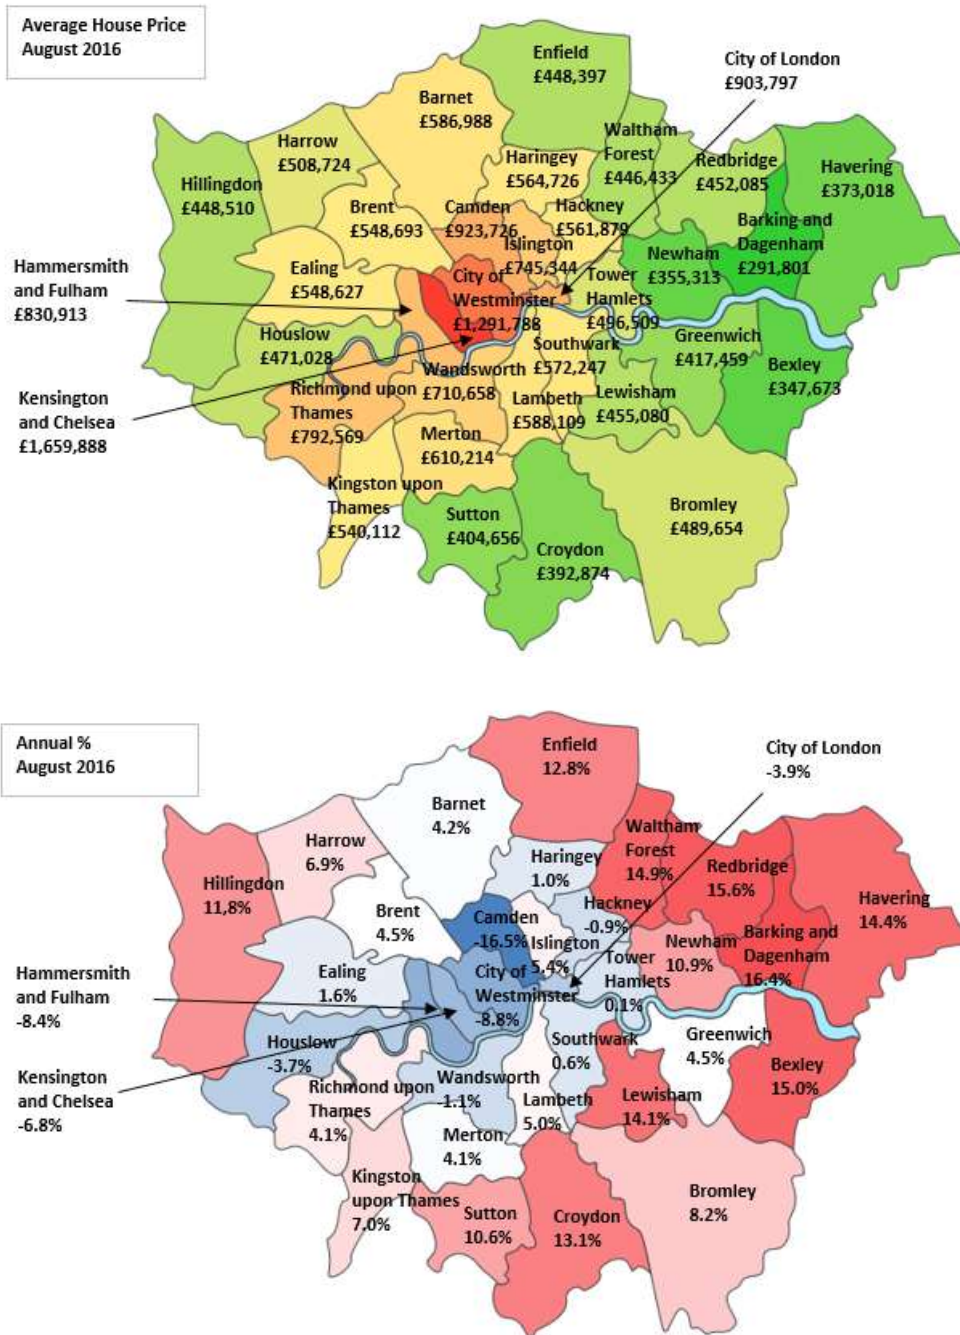 Average House Price
August 2016
Enfield
£448,397
City of London
£903,797
Barnet
£586,988
Harrow
£508,724
Hillingdon
£448,510
Haringey
£564,726
Waltham
Forest
£446,433
Redbridge
£452,085
Havering
£373,018
Brent
£548,693
Camden
£923,726
Hackney
£561,879
Islington
£745,344
Barking and
Dagenham
£291,801
Newham
£355,313
Hammersmith
and Fulham
£830,913
Ealing
£548,627
City of
Westminster
£1,291,788
Tower
Hamlets
£496,509
Houslow
£471,028
Southwark
£572,247
Greenwich
£417,459
Bexley
£347,673
Kensington
and Chelsea
£1,659,888
Richmond upon
Thames
£792,569
Wandsworth
£710,658
Lambeth
£588,109
Lewisham
£455,080
Merton
£610,214
Kingston upon
Thames
£540,112
Sutton
£404,656
Croydon
£392,874
Bromley
£489,654
Annual %
August 2016
Enfield
12.8%
City of London
-3.9%
Barnet
4.2%
Harrow
6.9%
Hillingdon
11,8%
Haringey
1.0%
Waltham
Forest
14.9%
Redbridge
15.6%
Havering
14.4%
Brent
4.5%
Camden
-16.5%
Hackney
-0.9%
Islington
5.4%
Newham
10.9%
Barking and
Dagenham
16.4%
Hammersmith
and Fulham
-8.4%
Ealing
1.6%
City of
Westminster
-8.8%
Tower
Hamlets
0.1%
Houslow
-3.7%
Southwark
0.6%
Greenwich
4.5%
Bexley
15.0%
Kensington
and Chelsea
-6.8%
Richmond upon
Thames
4.1%
Wandsworth
-1.1%
Lambeth
5.0%
Lewisham
14.1%
Merton
4.1%
Kingston
upon Thames
7.0%
Sutton
10.6%
Croydon
13.1%
Bromley
8.2%